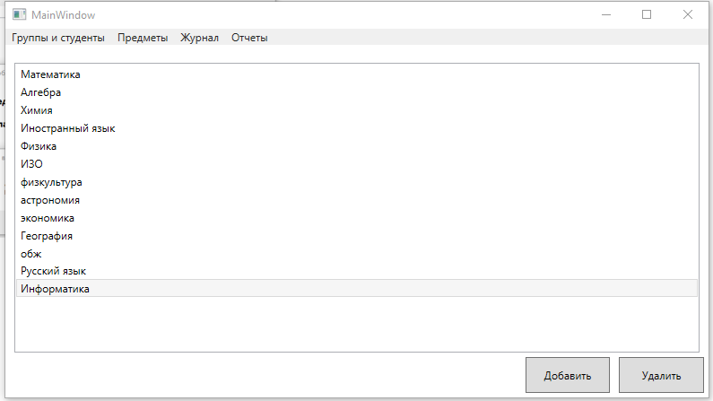 MainWindow
Группы и студенты Предметы Журнал Отчеты
Математика
Алгебра
Химия
Иностранный язык
Физика
ИЗО
физкультура
астрономия
экономика
География
обж
Русский язык
Информатика
Добавить Удалить